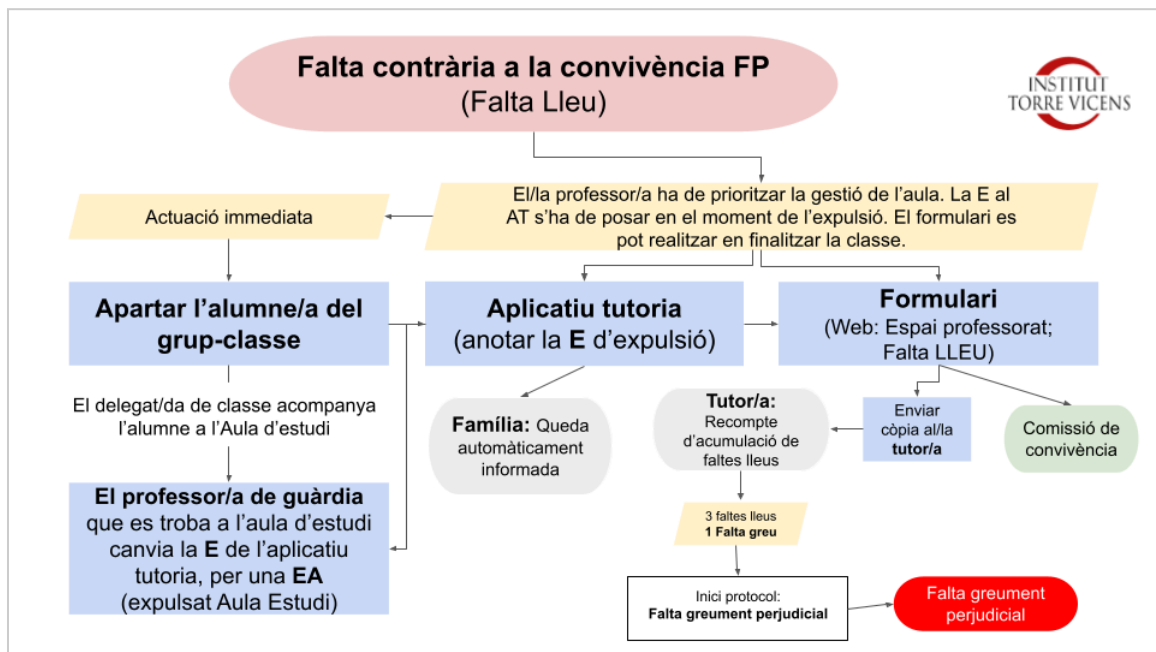 Falta contrària a la convivència FP
(Falta Lleu)
INSTITUT
TORRE VICENS
El/la professor/a ha de prioritzar la gestió de l'aula. La E al
AT s'ha de posar en el moment de l'expulsió. El formulari es
pot realitzar en finalitzar la classe.
Actuació immediata
Apartar l'alumne/a del
grup-classe
Aplicatiu tutoria
(anotar la E d'expulsió)
Formulari
(Web: Espai professorat;
Falta LLEU)
El delegat/da de classe acompanya
l'alumne a l'Aula d'estudi
Família: Queda
automàticament
informada
Tutor/a:
Recompte
d'acumulació de
faltes lleus
Enviar
còpia al/la
tutor/a
Comissió de
convivència
El professor/a de guàrdia
que es troba a l'aula d'estudi
canvia la E de l'aplicatiu
tutoria, per una EA
(expulsat Aula Estudi)
3 faltes lleus
1 Falta greu
Inici protocol:
Falta greument perjudicial
Falta greument
perjudicial